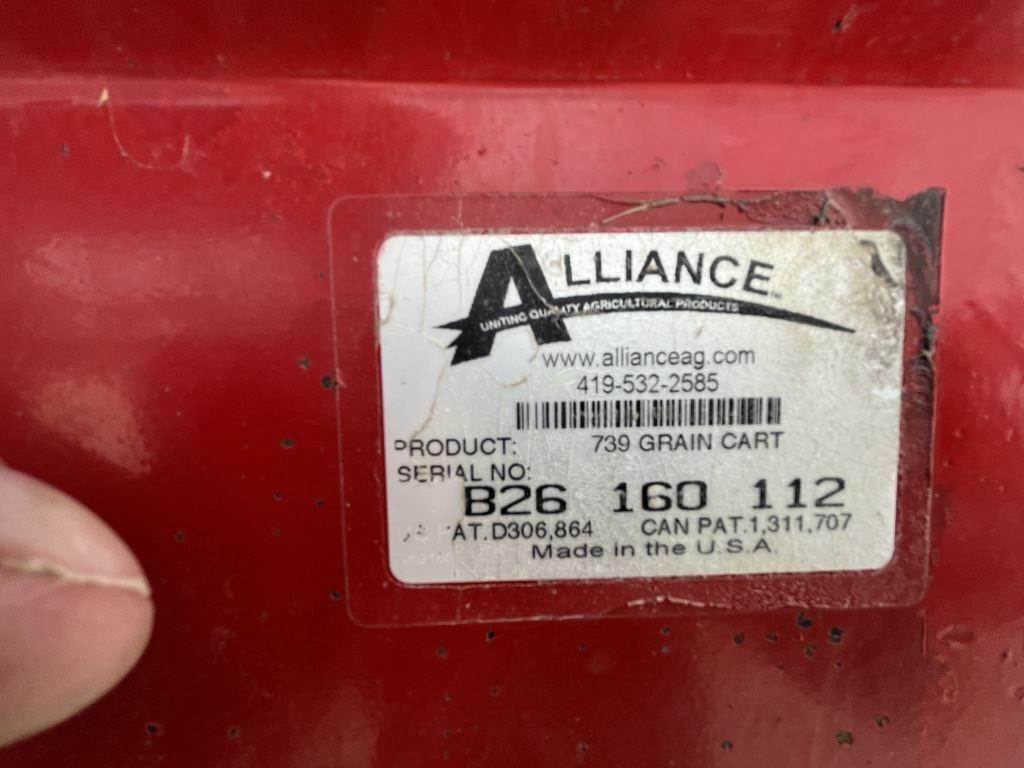 ALLIANCE™
UNITING QUALITY AGRICULTURAL PRODUCTS
www.allianceag.com
419-532-2585
PRODUCT: 739 GRAIN CART
SERIAL NO:
B26 160 112
PAT.D306,864 CAN PAT.1,311,707
Made in the U.S.A.